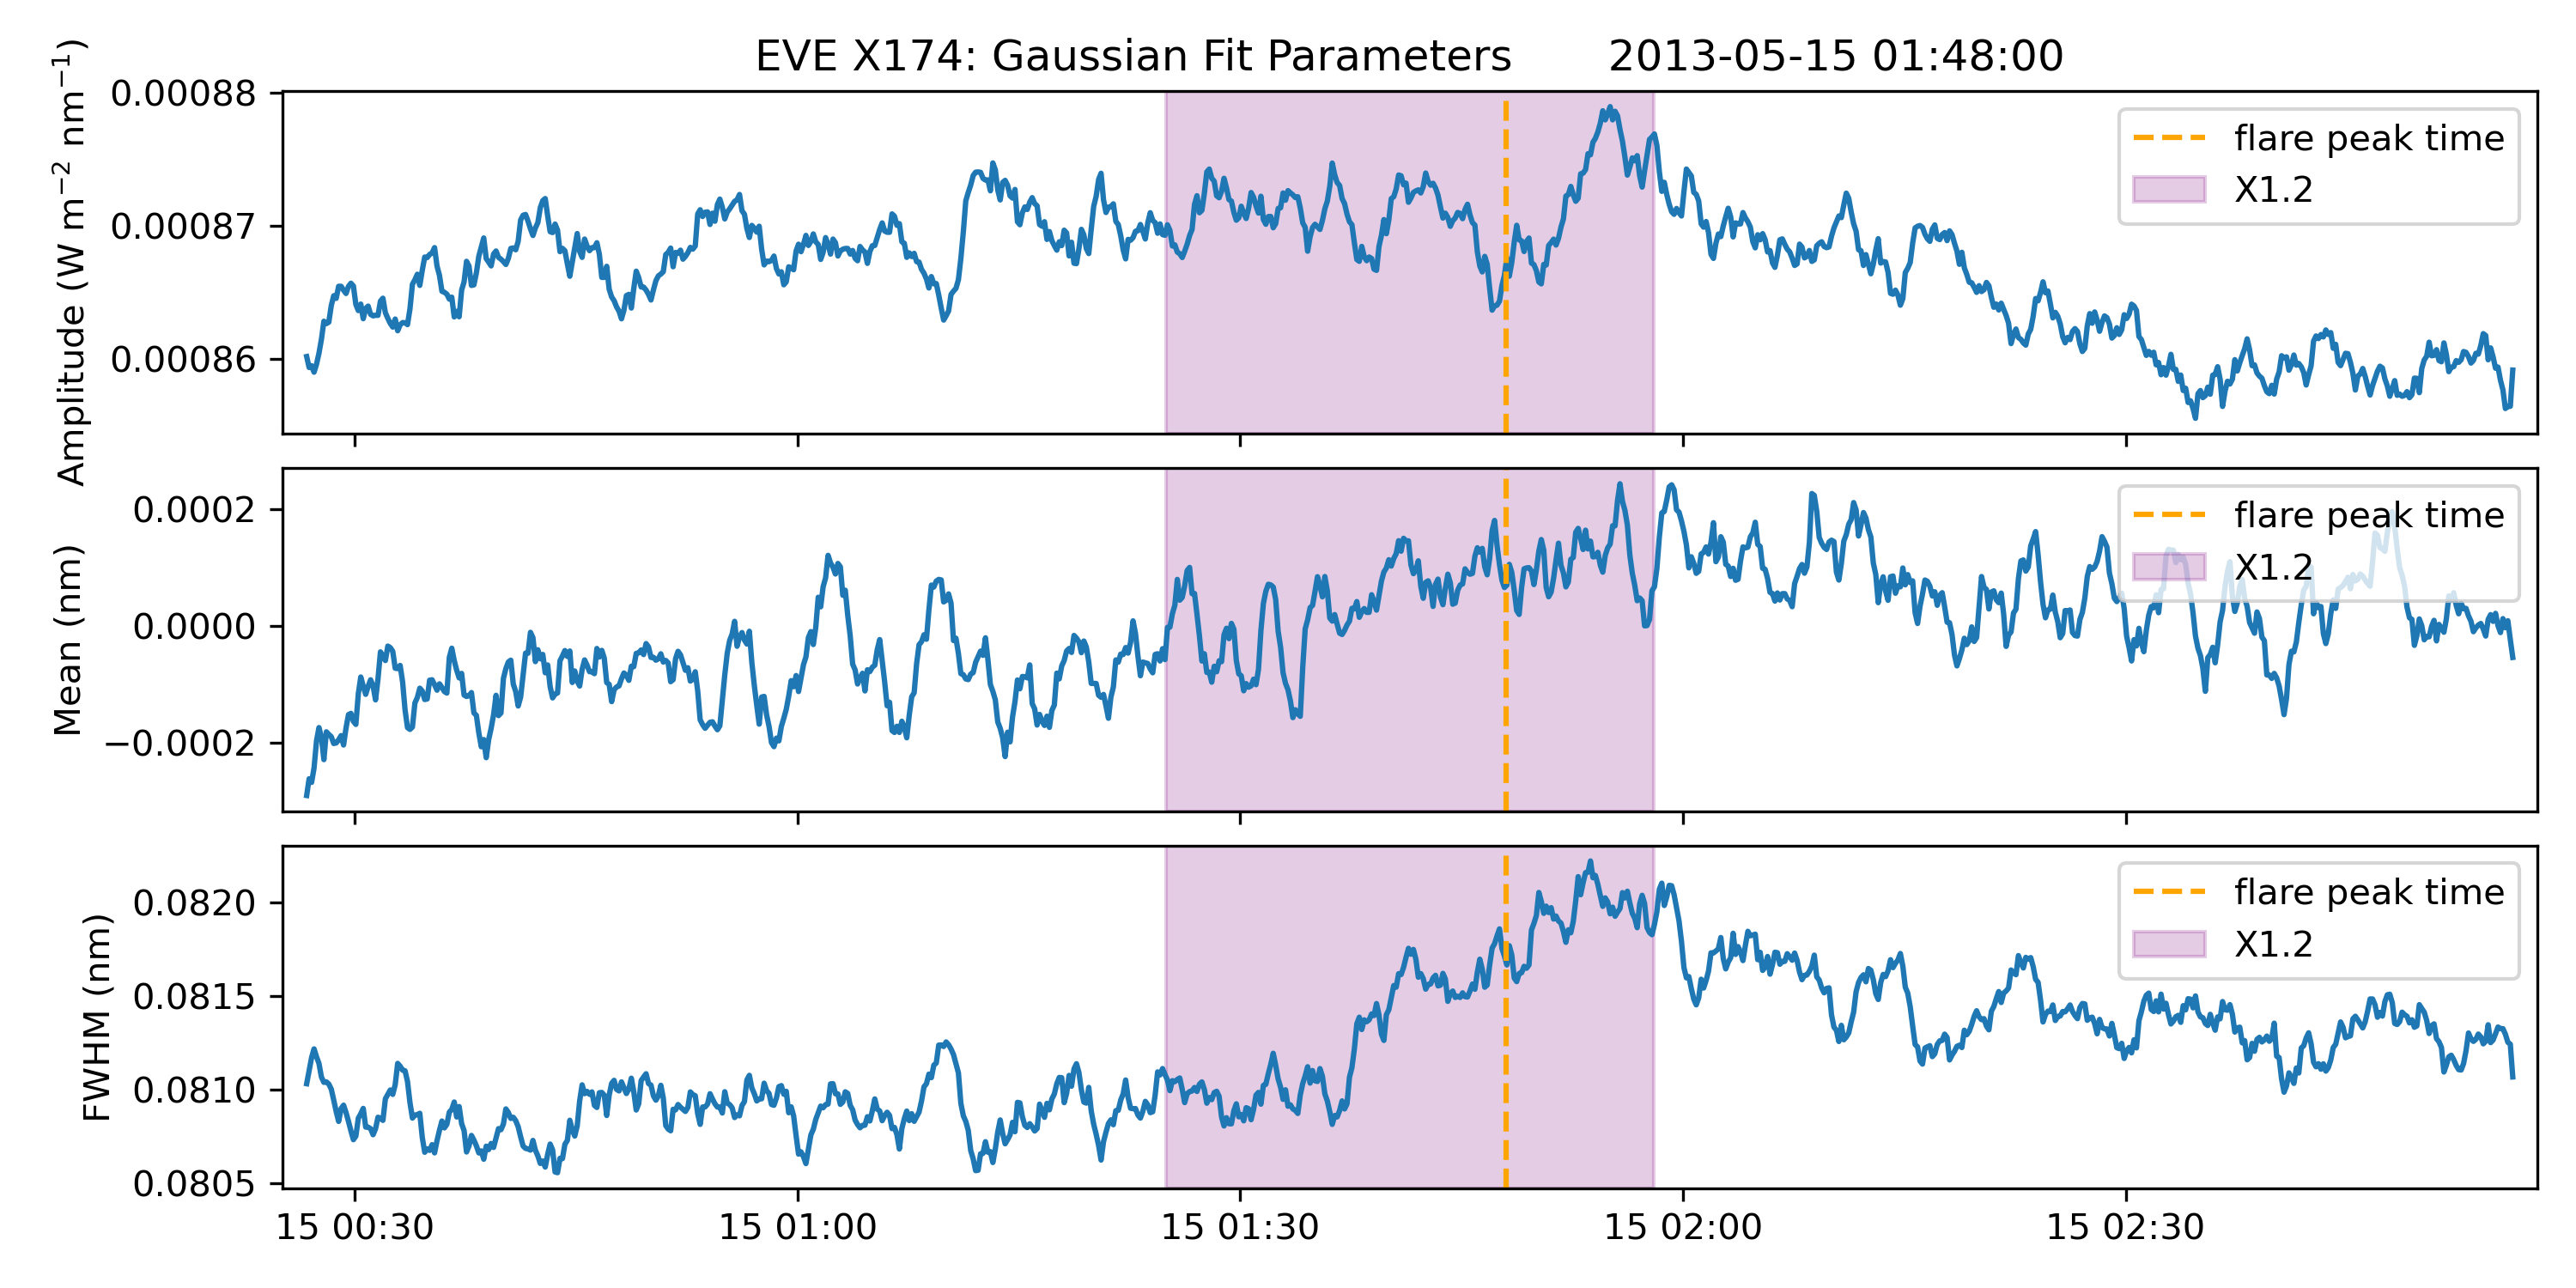 EVE X174: Gaussian Fit Parameters 2013-05-15 01:48:00
Amplitude (W m⁻² nm⁻¹)
0.00088
0.00087
0.00086
flare peak time
X1.2
Mean (nm)
0.0002
0.0000
−0.0002
flare peak time
X1.2
FWHM (nm)
0.0820
0.0815
0.0810
0.0805
flare peak time
X1.2
15 00:30 15 01:00 15 01:30 15 02:00 15 02:30